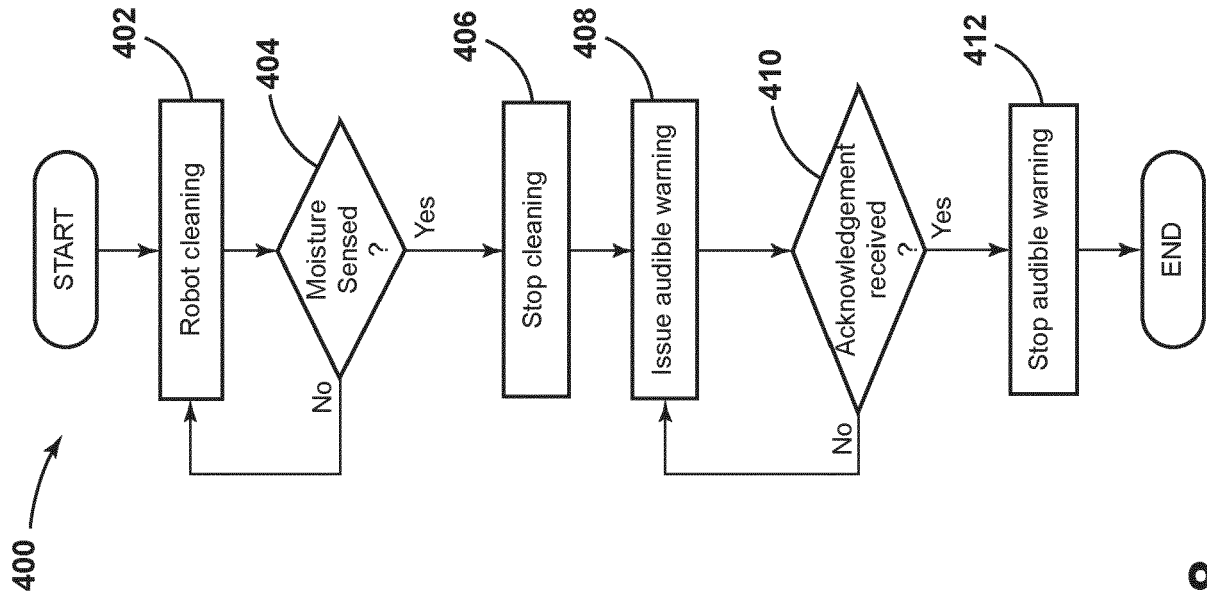 400
START
402
Robot cleaning
404
Moisture
Sensed
?
No
Yes
406
Stop cleaning
408
Issue audible warning
410
Acknowledgement
received
?
No
Yes
412
Stop audible warning
END